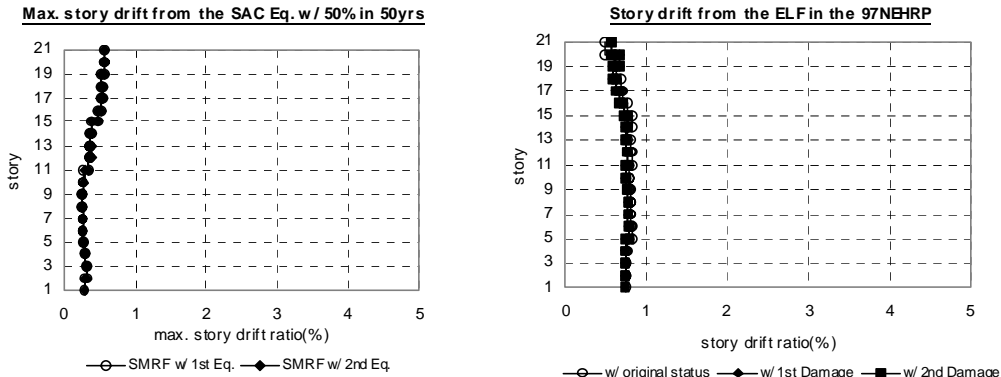 Max. story drift from the SAC Eq. w/ 50% in 50yrs
21
19
17
15
13
11
9
7
5
3
1
story
0 1 2 3 4 5
max. story drift ratio(%)
SMRF w/ 1st Eq. SMRF w/ 2nd Eq.
Story drift from the ELF in the 97NEHRP
21
19
17
15
13
11
9
7
5
3
1
story
0 1 2 3 4 5
story drift ratio(%)
w/ original status w/ 1st Damage w/ 2nd Damage